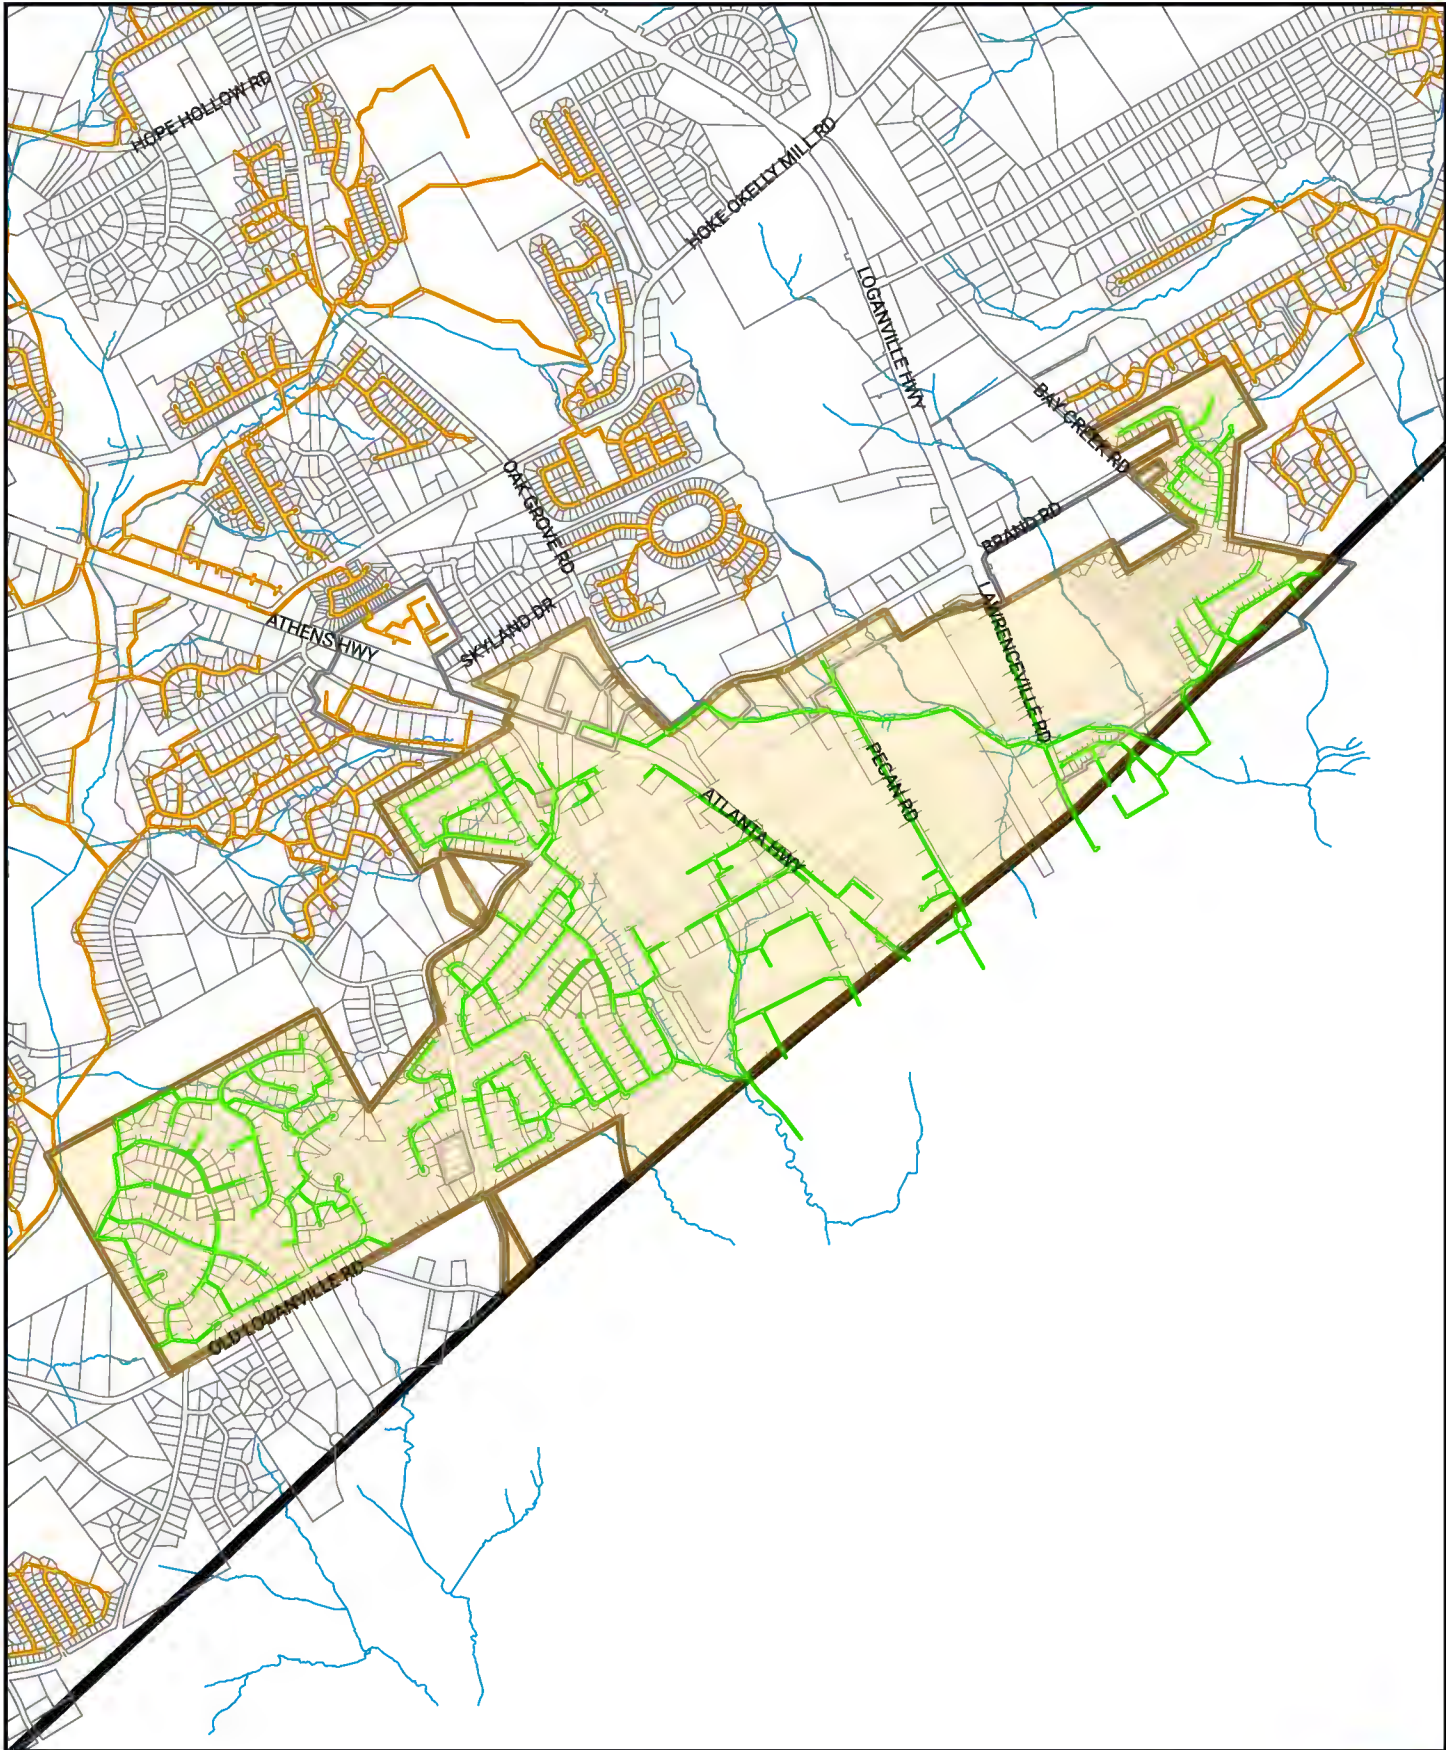 HOPE HOLLOW RD
HOKE OKELLY MILL RD
LOGANVILLE HWY
BAY CREEK RD
OAK GROVE RD
BRAND RD
ATHENS HWY
SKYLAND DR
LAWRENCEVILLE RD
PECAN RD
ATLANTA HWY
OLD LOGANVILLE RD